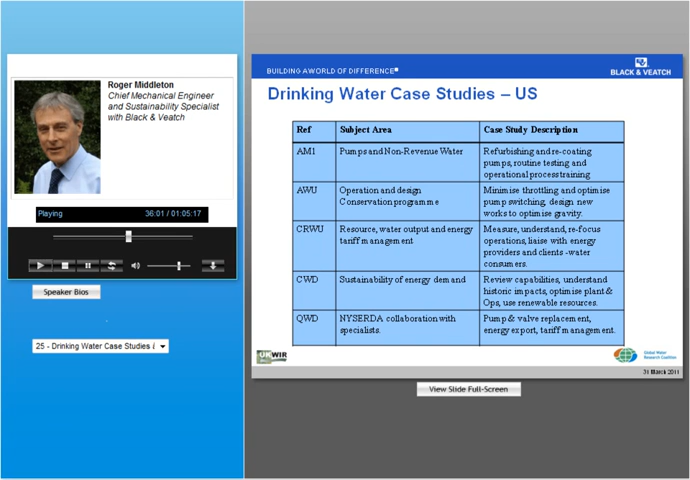 Roger Middleton
Chief Mechanical Engineer
and Sustainability Specialist
with Black & Veatch
Playing 36:01 / 01:05:17
Speaker Bios
25 - Drinking Water Case Studies
BUILDING A WORLD OF DIFFERENCE
BLACK & VEATCH
Drinking Water Case Studies – US
Ref Subject Area Case Study Description
AM1 Pumps and Non-Revenue Water Refurbishing and re-coating
pumps, routine testing and
operational process training
AWU Operation and design Minimise throttling and optimise
Conservation programme pump switching, design new
works to optimise gravity.
CRWU Resource, water output and energy Measure, understand, re-focus
tariff management operations, liaise with energy
providers and clients -water
consumers.
CWD Sustainability of energy demand Review capabilities, understand
historic impacts, optimise plant &
Ops, use renewable resources.
QWD NYSERDA collaboration with Pump & valve replacement,
specialists. energy export, tariff management.
UKWIR
Global Water
Research Coalition
31 March 2011
View Slide Full-Screen